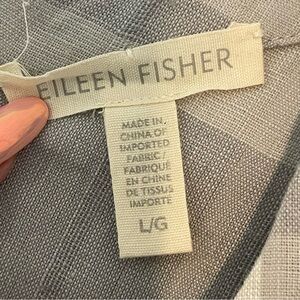 EILEEN FISHER
MADE IN
CHINA OF
IMPORTED
FABRIC/
FABRIQUÉ
EN CHINE
DE TISSUS
IMPORTÉ
L/G